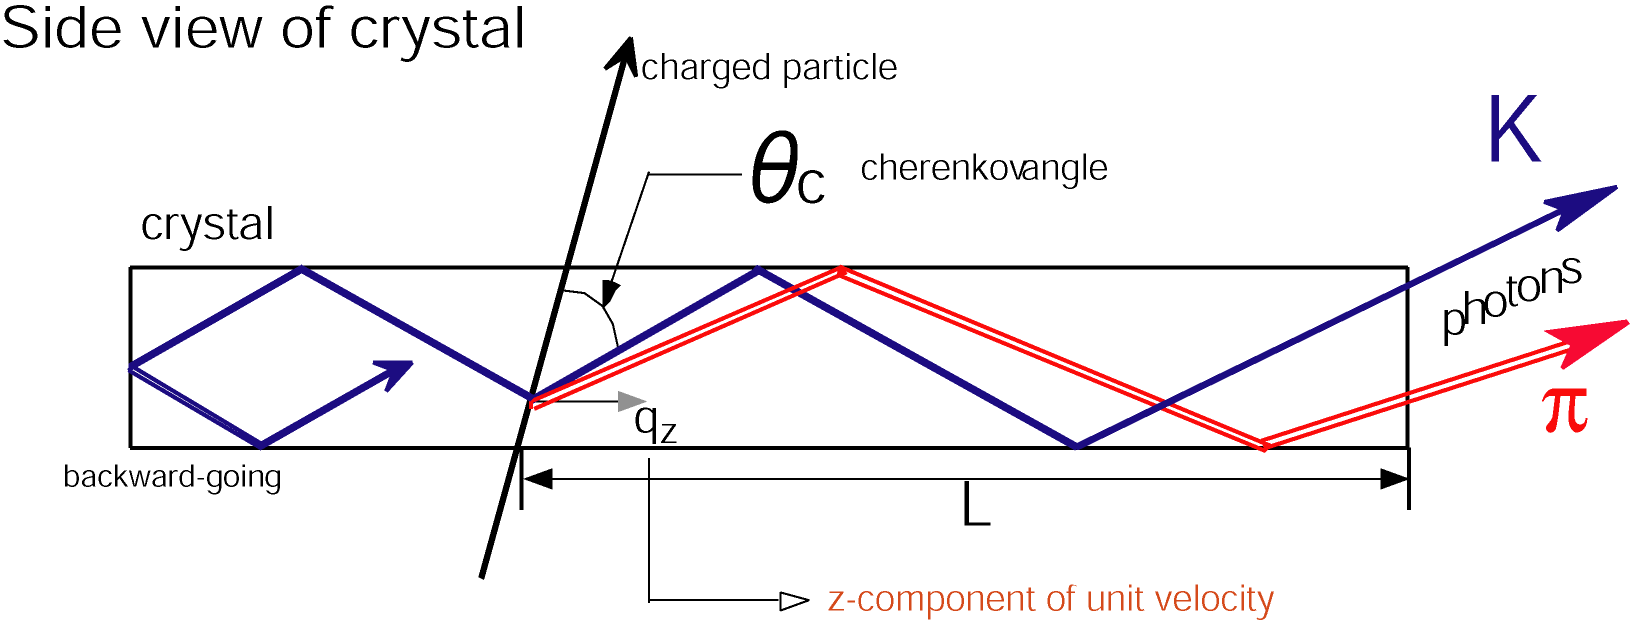 Side view of crystal
charged particle
K
θc cherenkovangle
crystal
photons
π
qz
backward-going
L
z-component of unit velocity